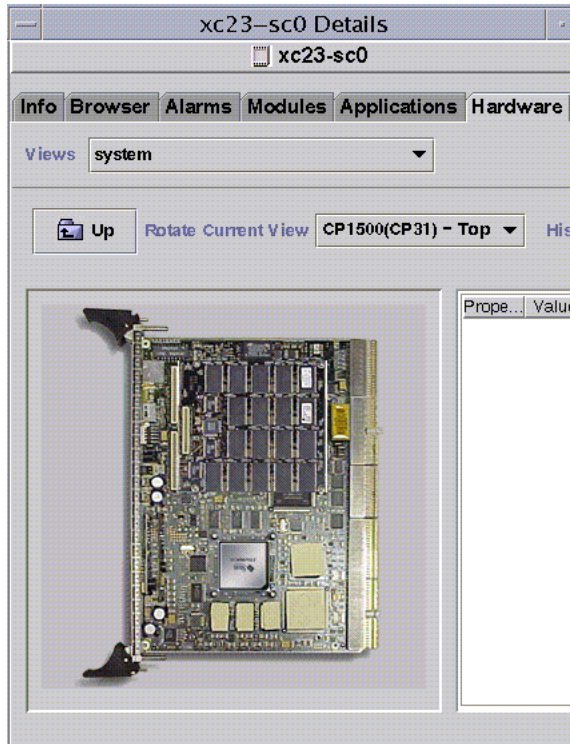 xc23-sc0 Details
xc23-sc0
Info Browser Alarms Modules Applications Hardware
Views system
Up Rotate Current View CP1500(CP31) - Top His
Prope... Value